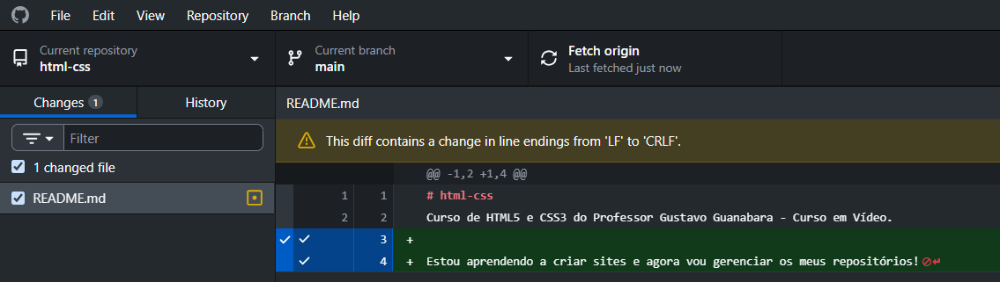 File Edit View Repository Branch Help
Current repository
html-css
Current branch
main
Fetch origin
Last fetched just now
Changes 1
History
Filter
1 changed file
README.md
README.md
This diff contains a change in line endings from 'LF' to 'CRLF'.
@@ -1,2 +1,4 @@
1 1 # html-css
2 2 Curso de HTML5 e CSS3 do Professor Gustavo Guanabara - Curso em Vídeo.
3 +
4 + Estou aprendendo a criar sites e agora vou gerenciar os meus repositórios!